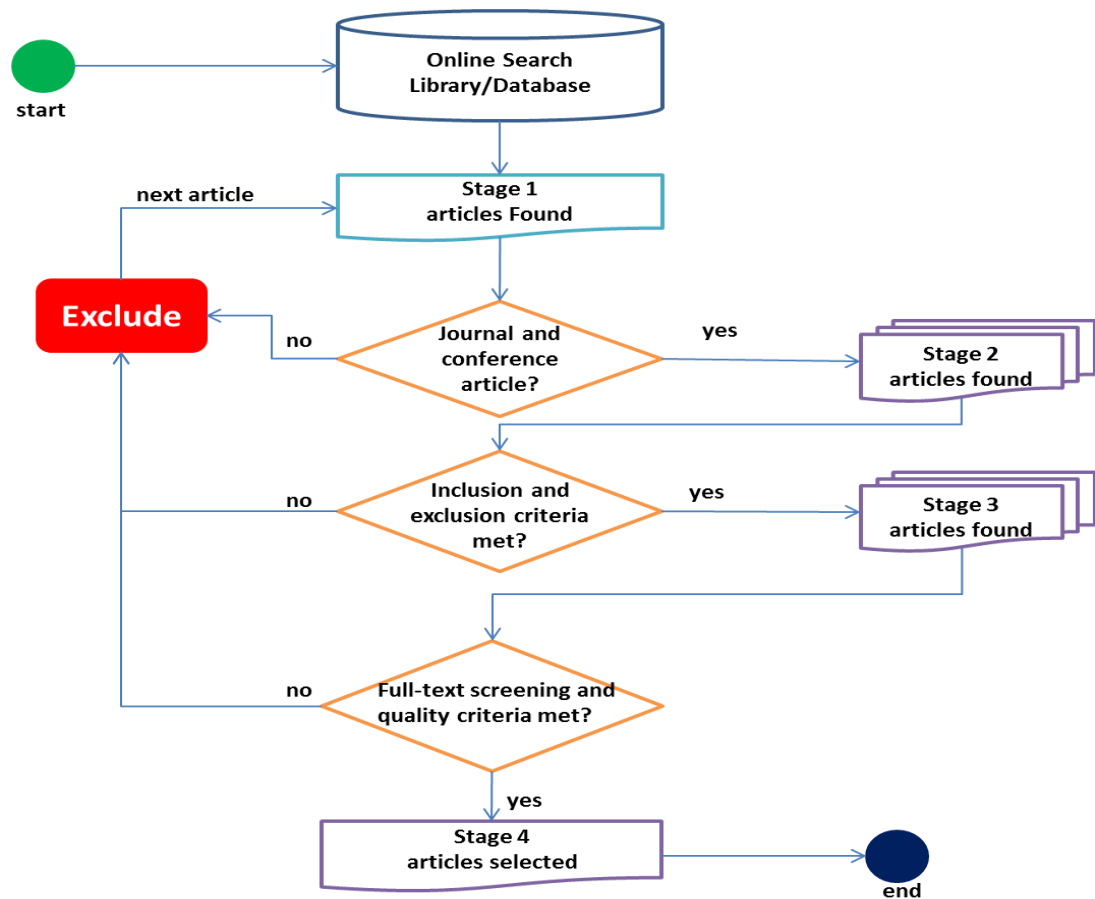 Online Search
Library/Database
start
next article
Stage 1
articles Found
Exclude
no
Journal and
conference
article?
yes
Stage 2
articles found
no
Inclusion and
exclusion criteria
met?
yes
Stage 3
articles found
no
Full-text screening and
quality criteria met?
yes
Stage 4
articles selected
end